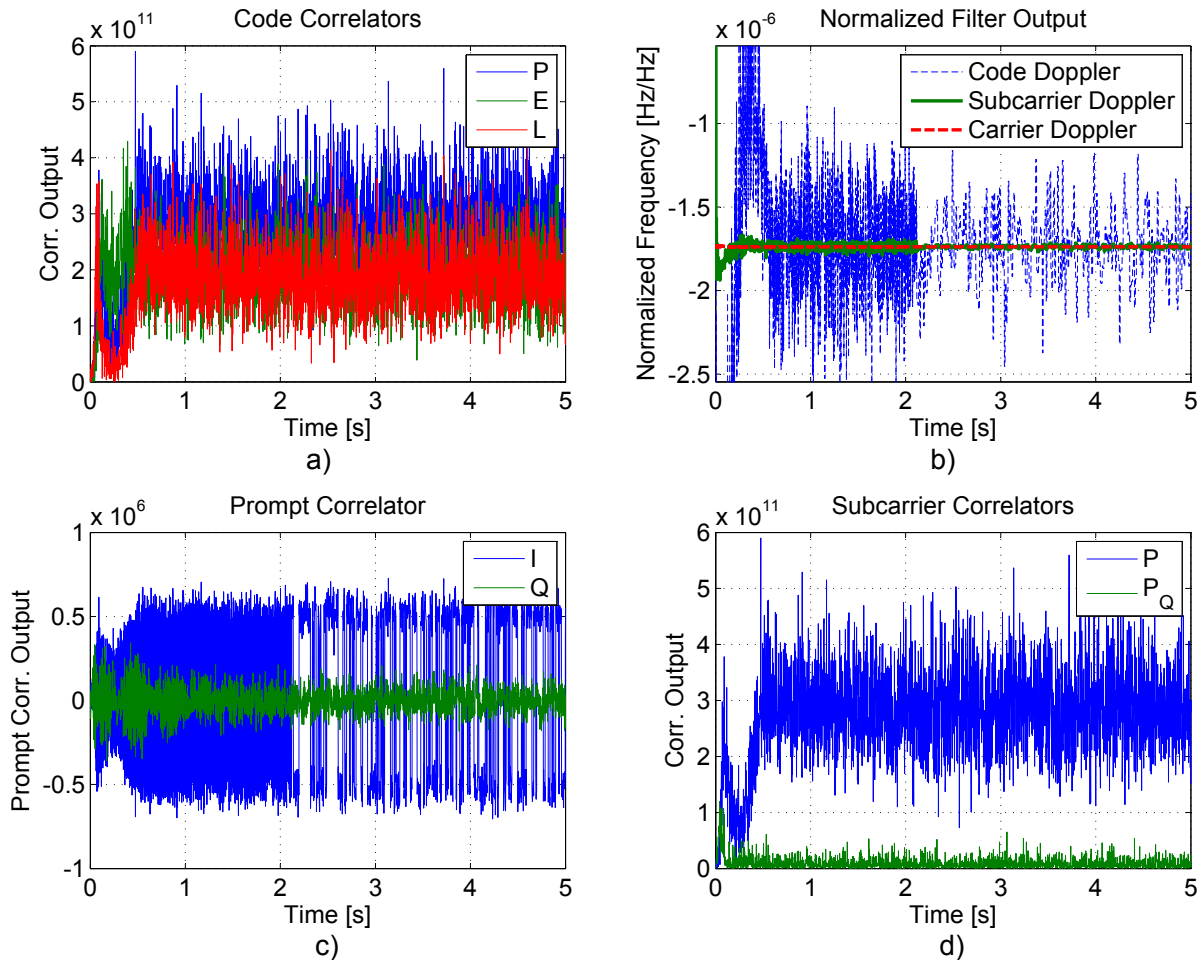 x 10^11
Code Correlators
6
5
4
3
2
1
0
Corr. Output
P
E
L
0 1 2 3 4 5
Time [s]
a)
x 10^-6
Normalized Filter Output
-1
-1.5
-2
-2.5
Normalized Frequency [Hz/Hz]
Code Doppler
Subcarrier Doppler
Carrier Doppler
0 1 2 3 4 5
Time [s]
b)
x 10^6
Prompt Correlator
1
0.5
0
-0.5
-1
Prompt Corr. Output
I
Q
0 1 2 3 4 5
Time [s]
c)
x 10^11
Subcarrier Correlators
6
5
4
3
2
1
0
Corr. Output
P
P_Q
0 1 2 3 4 5
Time [s]
d)